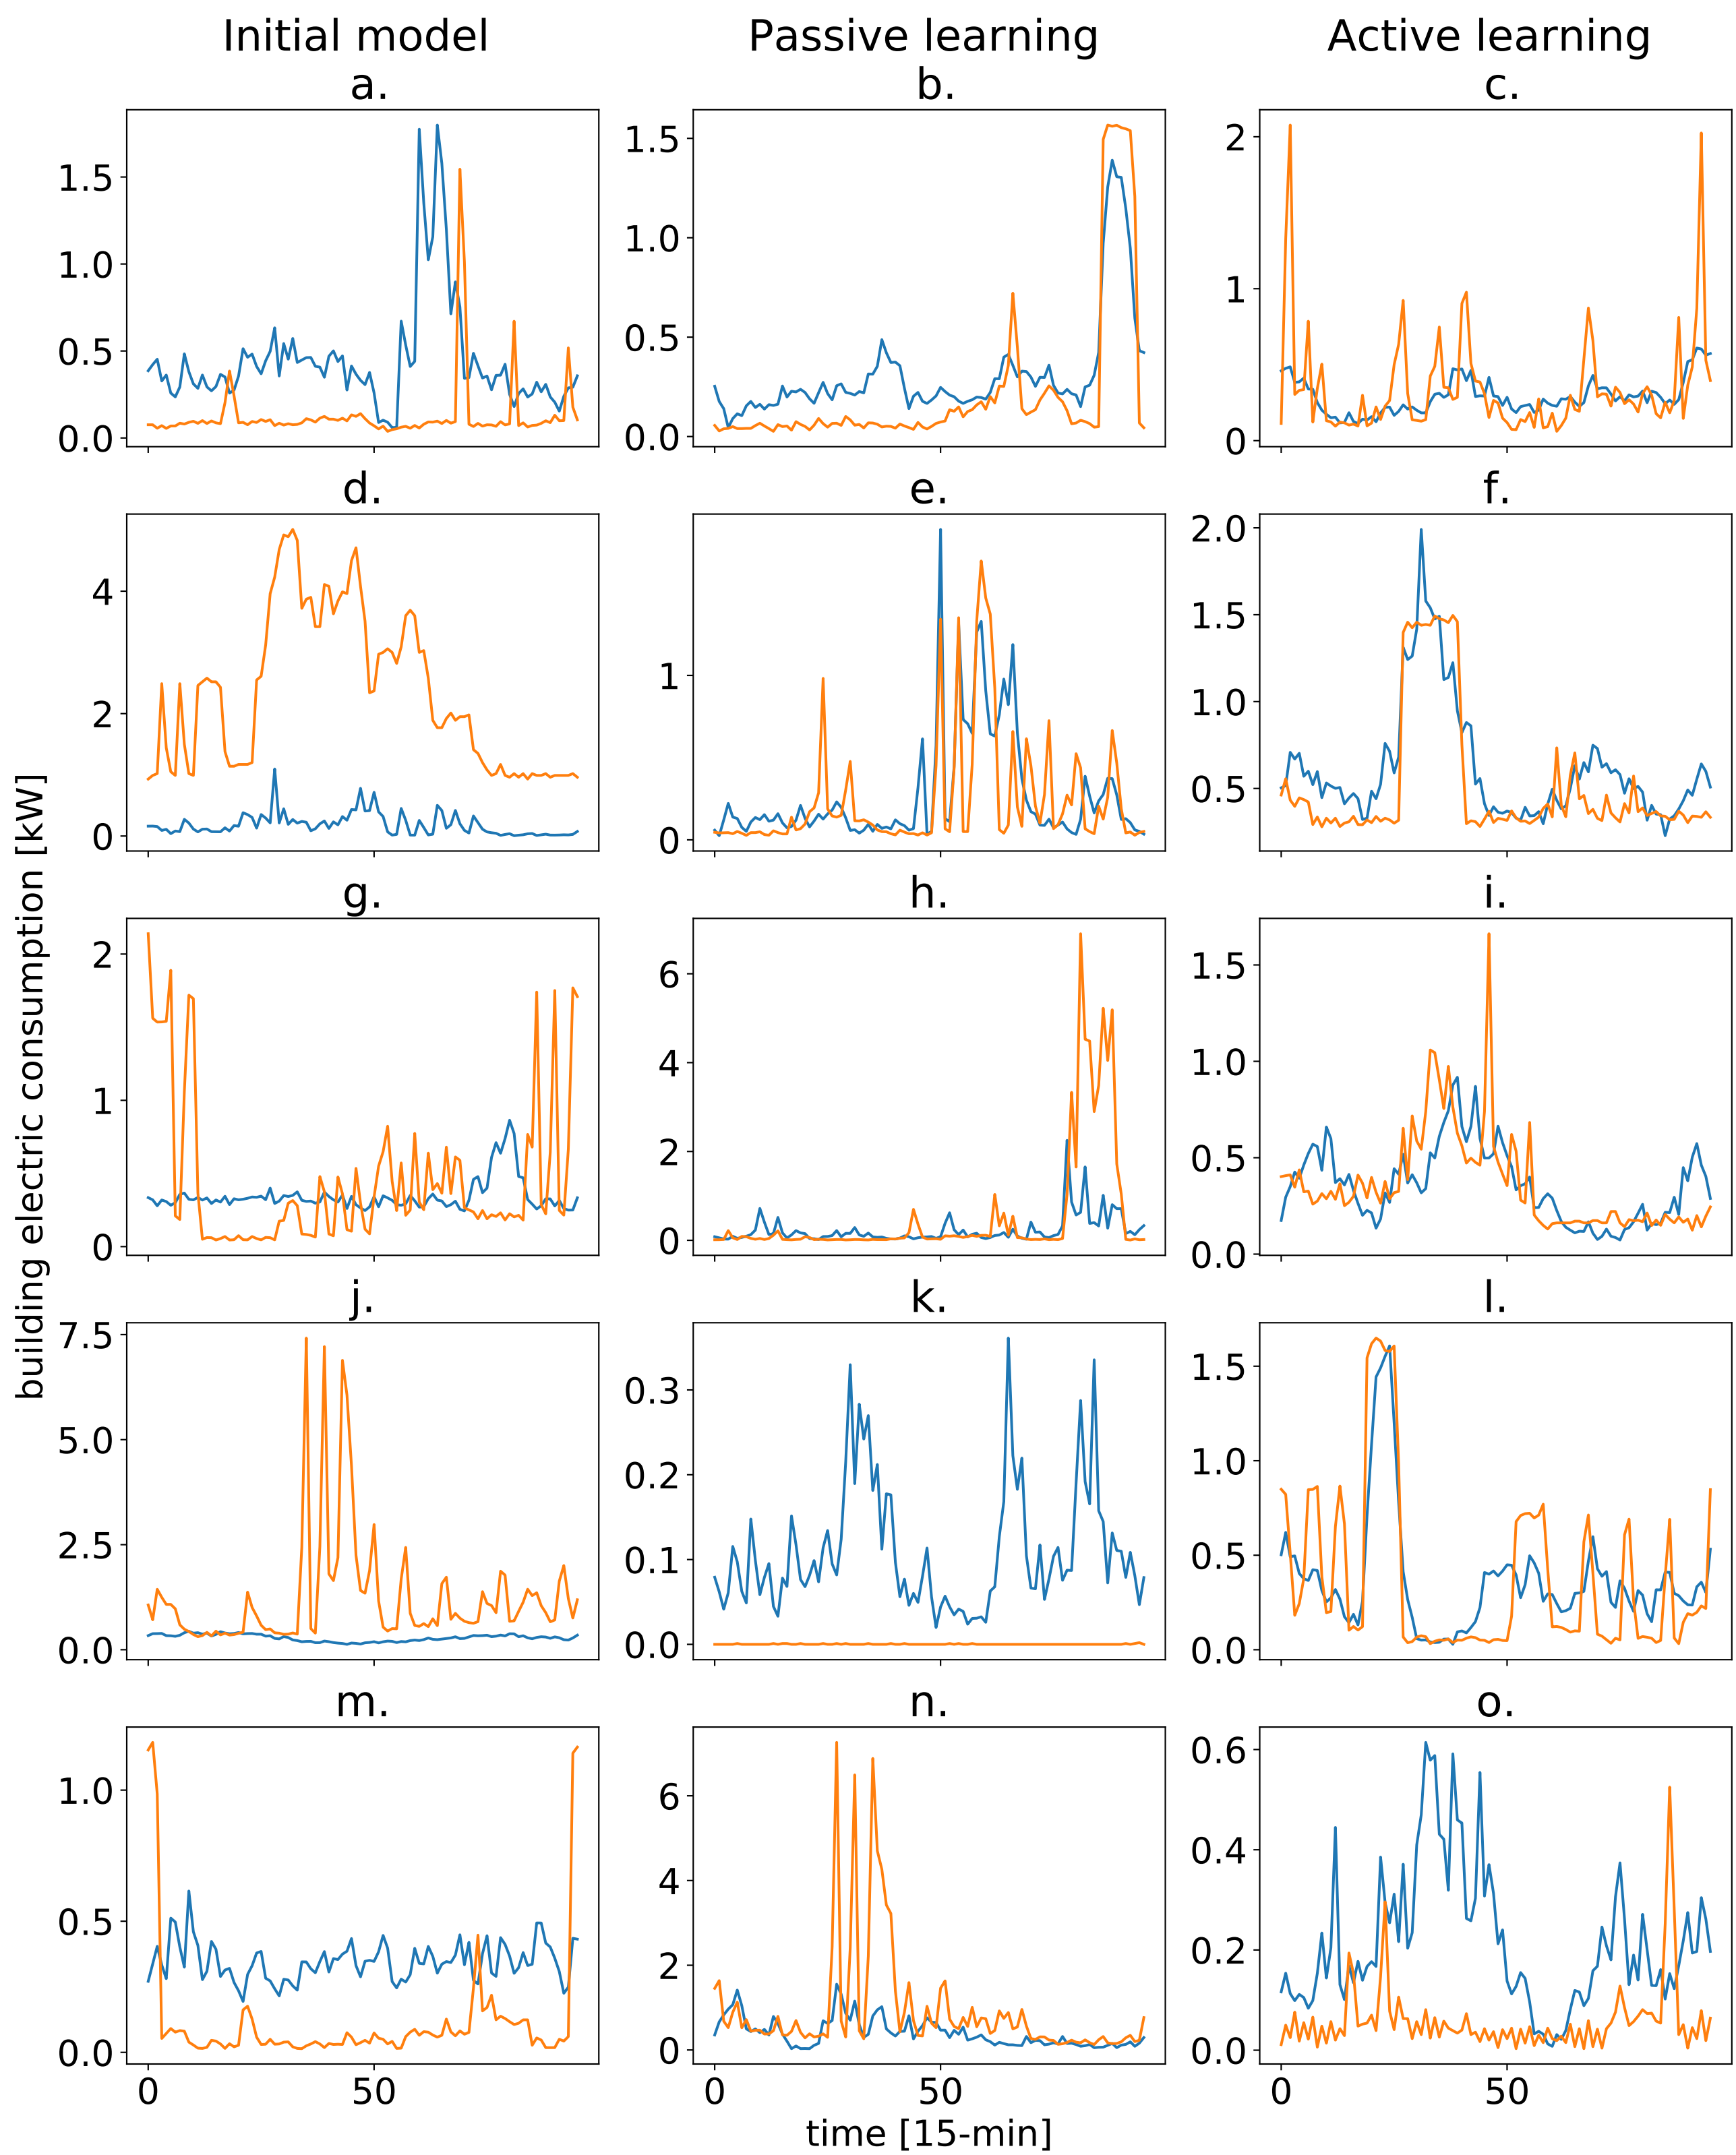 Initial model
Passive learning
Active learning
a.
b.
c.
1.5
1.0
0.5
0.0
1.5
1.0
0.5
0.0
2
1
0
d.
e.
f.
4
2
0
1
0
2.0
1.5
1.0
0.5
g.
h.
i.
2
1
0
6
4
2
0
1.5
1.0
0.5
0.0
building electric consumption [kW]
j.
k.
l.
7.5
5.0
2.5
0.0
0.3
0.2
0.1
0.0
1.5
1.0
0.5
0.0
m.
n.
o.
1.0
0.5
0.0
6
4
2
0
0.6
0.4
0.2
0.0
0 50
0 50
0 50
time [15-min]